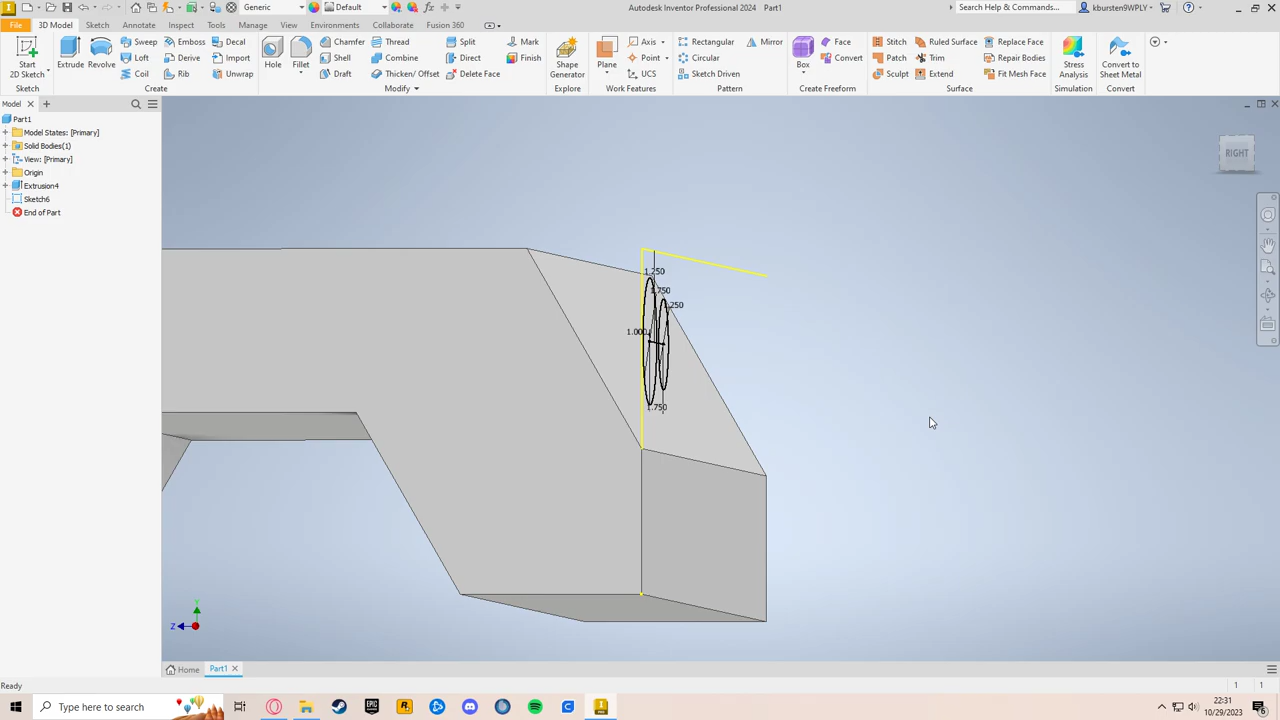 Generic
Default
Autodesk Inventor Professional 2024 Part1
Search Help & Commands...
kbursten9WPLY
File
3D Model
Sketch
Annotate
Inspect
Tools
Manage
View
Environments
Collaborate
Fusion 360
Start
2D Sketch
Extrude
Revolve
Sweep
Emboss
Decal
Loft
Derive
Import
Coil
Rib
Unwrap
Hole
Fillet
Chamfer
Thread
Split
Mark
Shell
Combine
Direct
Finish
Draft
Thicken/ Offset
Delete Face
Shape
Generator
Plane
Axis
Point
UCS
Rectangular
Mirror
Circular
Sketch Driven
Box
Face
Convert
Stitch
Ruled Surface
Replace Face
Patch
Trim
Repair Bodies
Sculpt
Extend
Fit Mesh Face
Stress
Analysis
Convert to
Sheet Metal
Sketch
Create
Modify
Explore
Work Features
Pattern
Create Freeform
Surface
Simulation
Convert
Model
Part1
Model States: [Primary]
Solid Bodies(1)
View: [Primary]
Origin
Extrusion4
Sketch6
End of Part
RIGHT
1.250
1.750
1.250
1.000
1.750
Y
Z
Home
Part1
Ready
1
1
Type here to search
22:31
10/29/2023